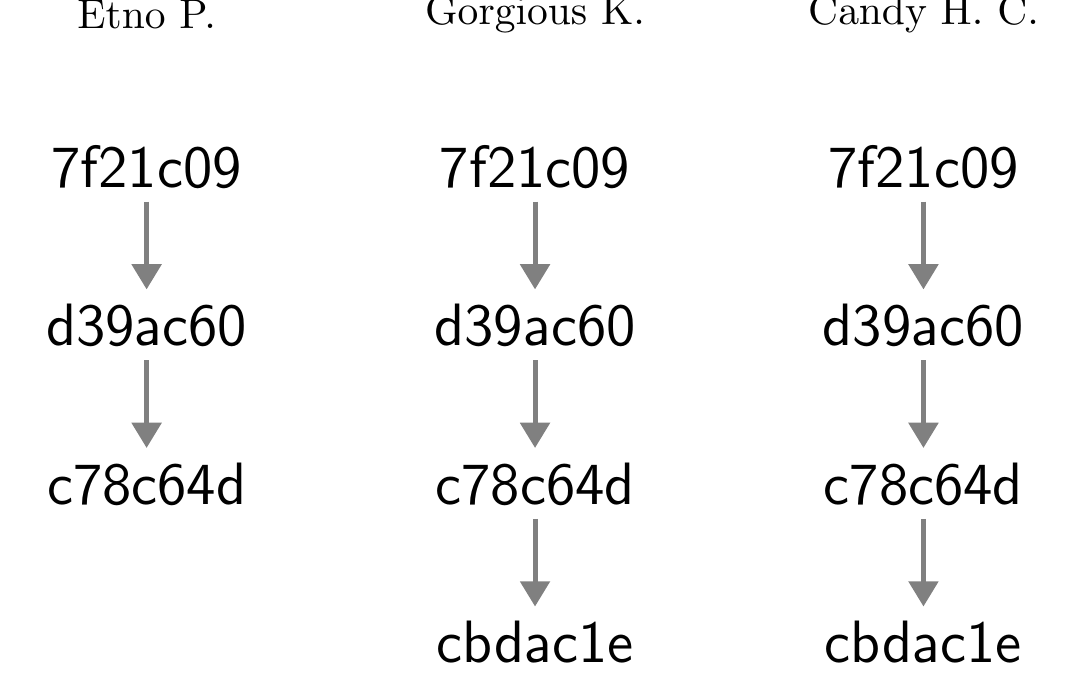 Etno P. Gorgious K. Candy H. C.
7f21c09 7f21c09 7f21c09
d39ac60 d39ac60 d39ac60
c78c64d c78c64d c78c64d
cbdac1e cbdac1e